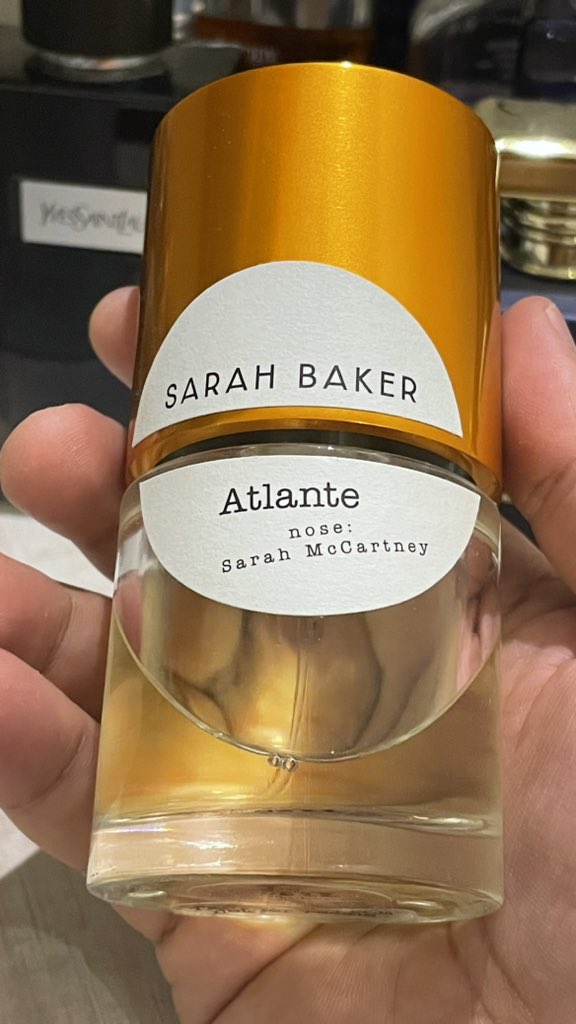 SARAH BAKER
Atlante
nose:
Sarah McCartney